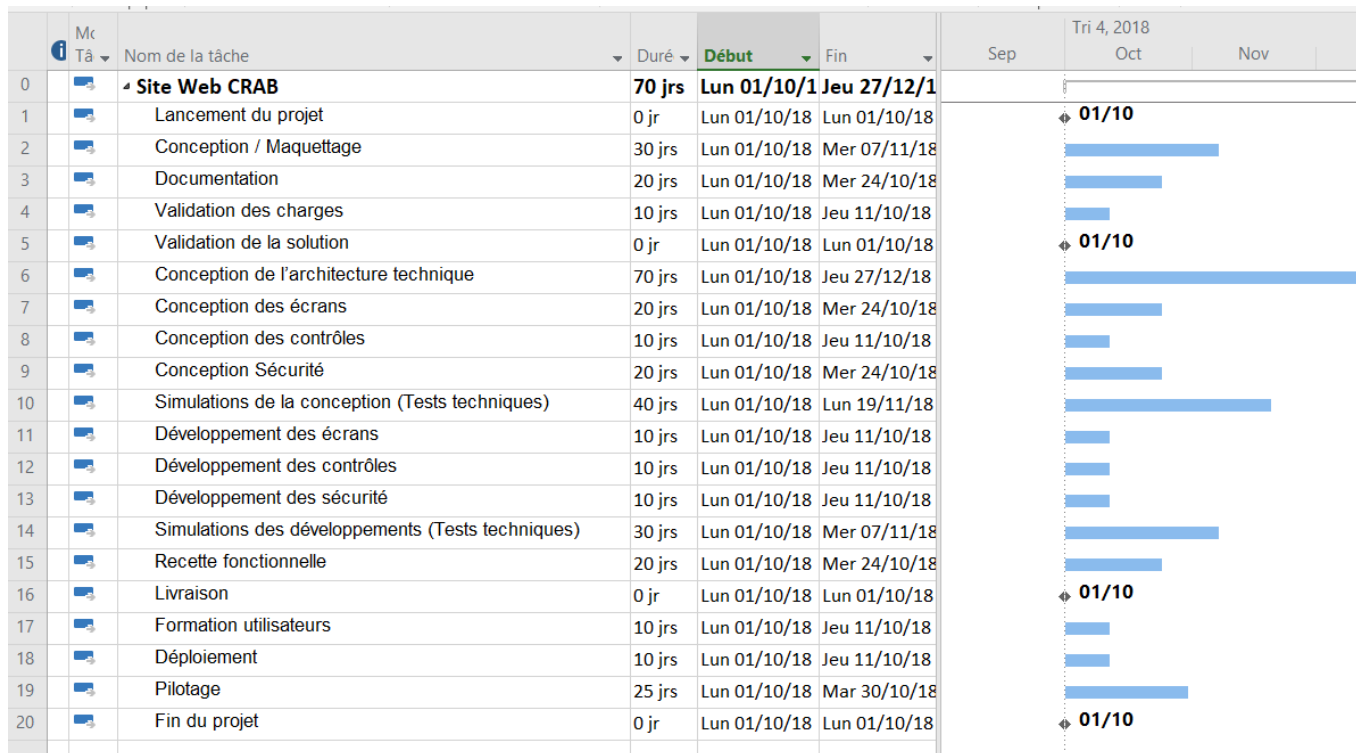 Tri 4, 2018
Mo
Tâ Nom de la tâche Duré Début Fin Sep Oct Nov
0 Site Web CRAB 70 jrs Lun 01/10/1 Jeu 27/12/1
1 Lancement du projet 0 jr Lun 01/10/18 Lun 01/10/18 01/10
2 Conception / Maquettage 30 jrs Lun 01/10/18 Mer 07/11/18
3 Documentation 20 jrs Lun 01/10/18 Mer 24/10/18
4 Validation des charges 10 jrs Lun 01/10/18 Jeu 11/10/18
5 Validation de la solution 0 jr Lun 01/10/18 Lun 01/10/18 01/10
6 Conception de l’architecture technique 70 jrs Lun 01/10/18 Jeu 27/12/18
7 Conception des écrans 20 jrs Lun 01/10/18 Mer 24/10/18
8 Conception des contrôles 10 jrs Lun 01/10/18 Jeu 11/10/18
9 Conception Sécurité 20 jrs Lun 01/10/18 Mer 24/10/18
10 Simulations de la conception (Tests techniques) 40 jrs Lun 01/10/18 Lun 19/11/18
11 Développement des écrans 10 jrs Lun 01/10/18 Jeu 11/10/18
12 Développement des contrôles 10 jrs Lun 01/10/18 Jeu 11/10/18
13 Développement des sécurité 10 jrs Lun 01/10/18 Jeu 11/10/18
14 Simulations des développements (Tests techniques) 30 jrs Lun 01/10/18 Mer 07/11/18
15 Recette fonctionnelle 20 jrs Lun 01/10/18 Mer 24/10/18
16 Livraison 0 jr Lun 01/10/18 Lun 01/10/18 01/10
17 Formation utilisateurs 10 jrs Lun 01/10/18 Jeu 11/10/18
18 Déploiement 10 jrs Lun 01/10/18 Jeu 11/10/18
19 Pilotage 25 jrs Lun 01/10/18 Mar 30/10/18
20 Fin du projet 0 jr Lun 01/10/18 Lun 01/10/18 01/10